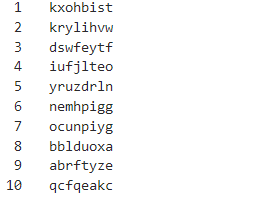 1 kxohbist
2 krylihvw
3 dswfeytf
4 iufjlteo
5 yruzdrln
6 nemhpigg
7 ocunpiyg
8 bblduoxa
9 abrftyze
10 qcfqeakc